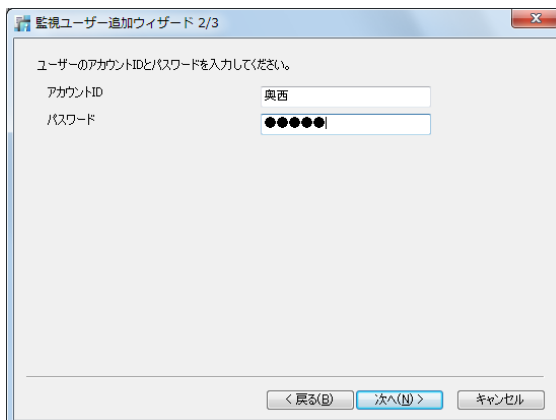 監視ユーザー追加ウィザード 2/3
ユーザーのアカウントIDとパスワードを入力してください。
アカウントID
奥西
パスワード
●●●●●
< 戻る(B)
次へ(N) >
キャンセル